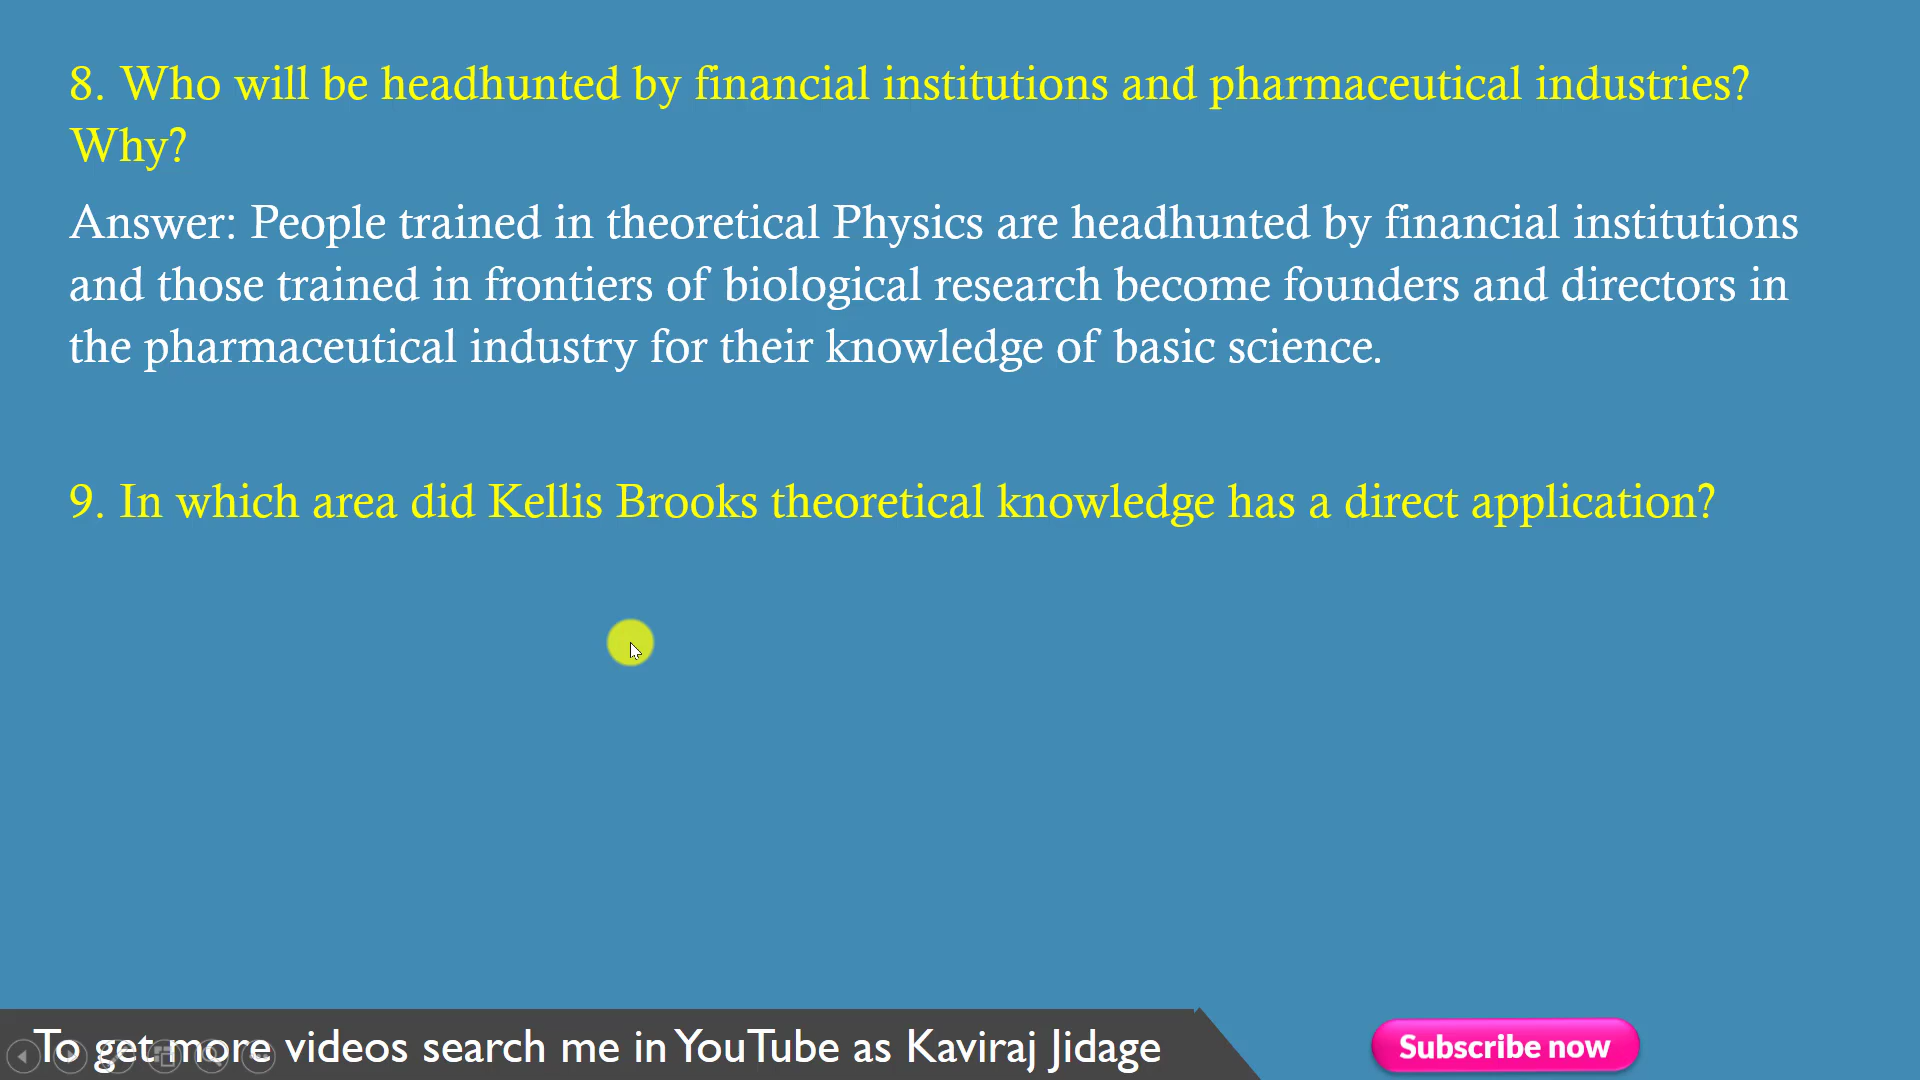 8. Who will be headhunted by financial institutions and pharmaceutical industries?
Why?
Answer: People trained in theoretical Physics are headhunted by financial institutions
and those trained in frontiers of biological research become founders and directors in
the pharmaceutical industry for their knowledge of basic science.
9. In which area did Kellis Brooks theoretical knowledge has a direct application?
To get more videos search me in YouTube as Kaviraj Jidage
Subscribe now